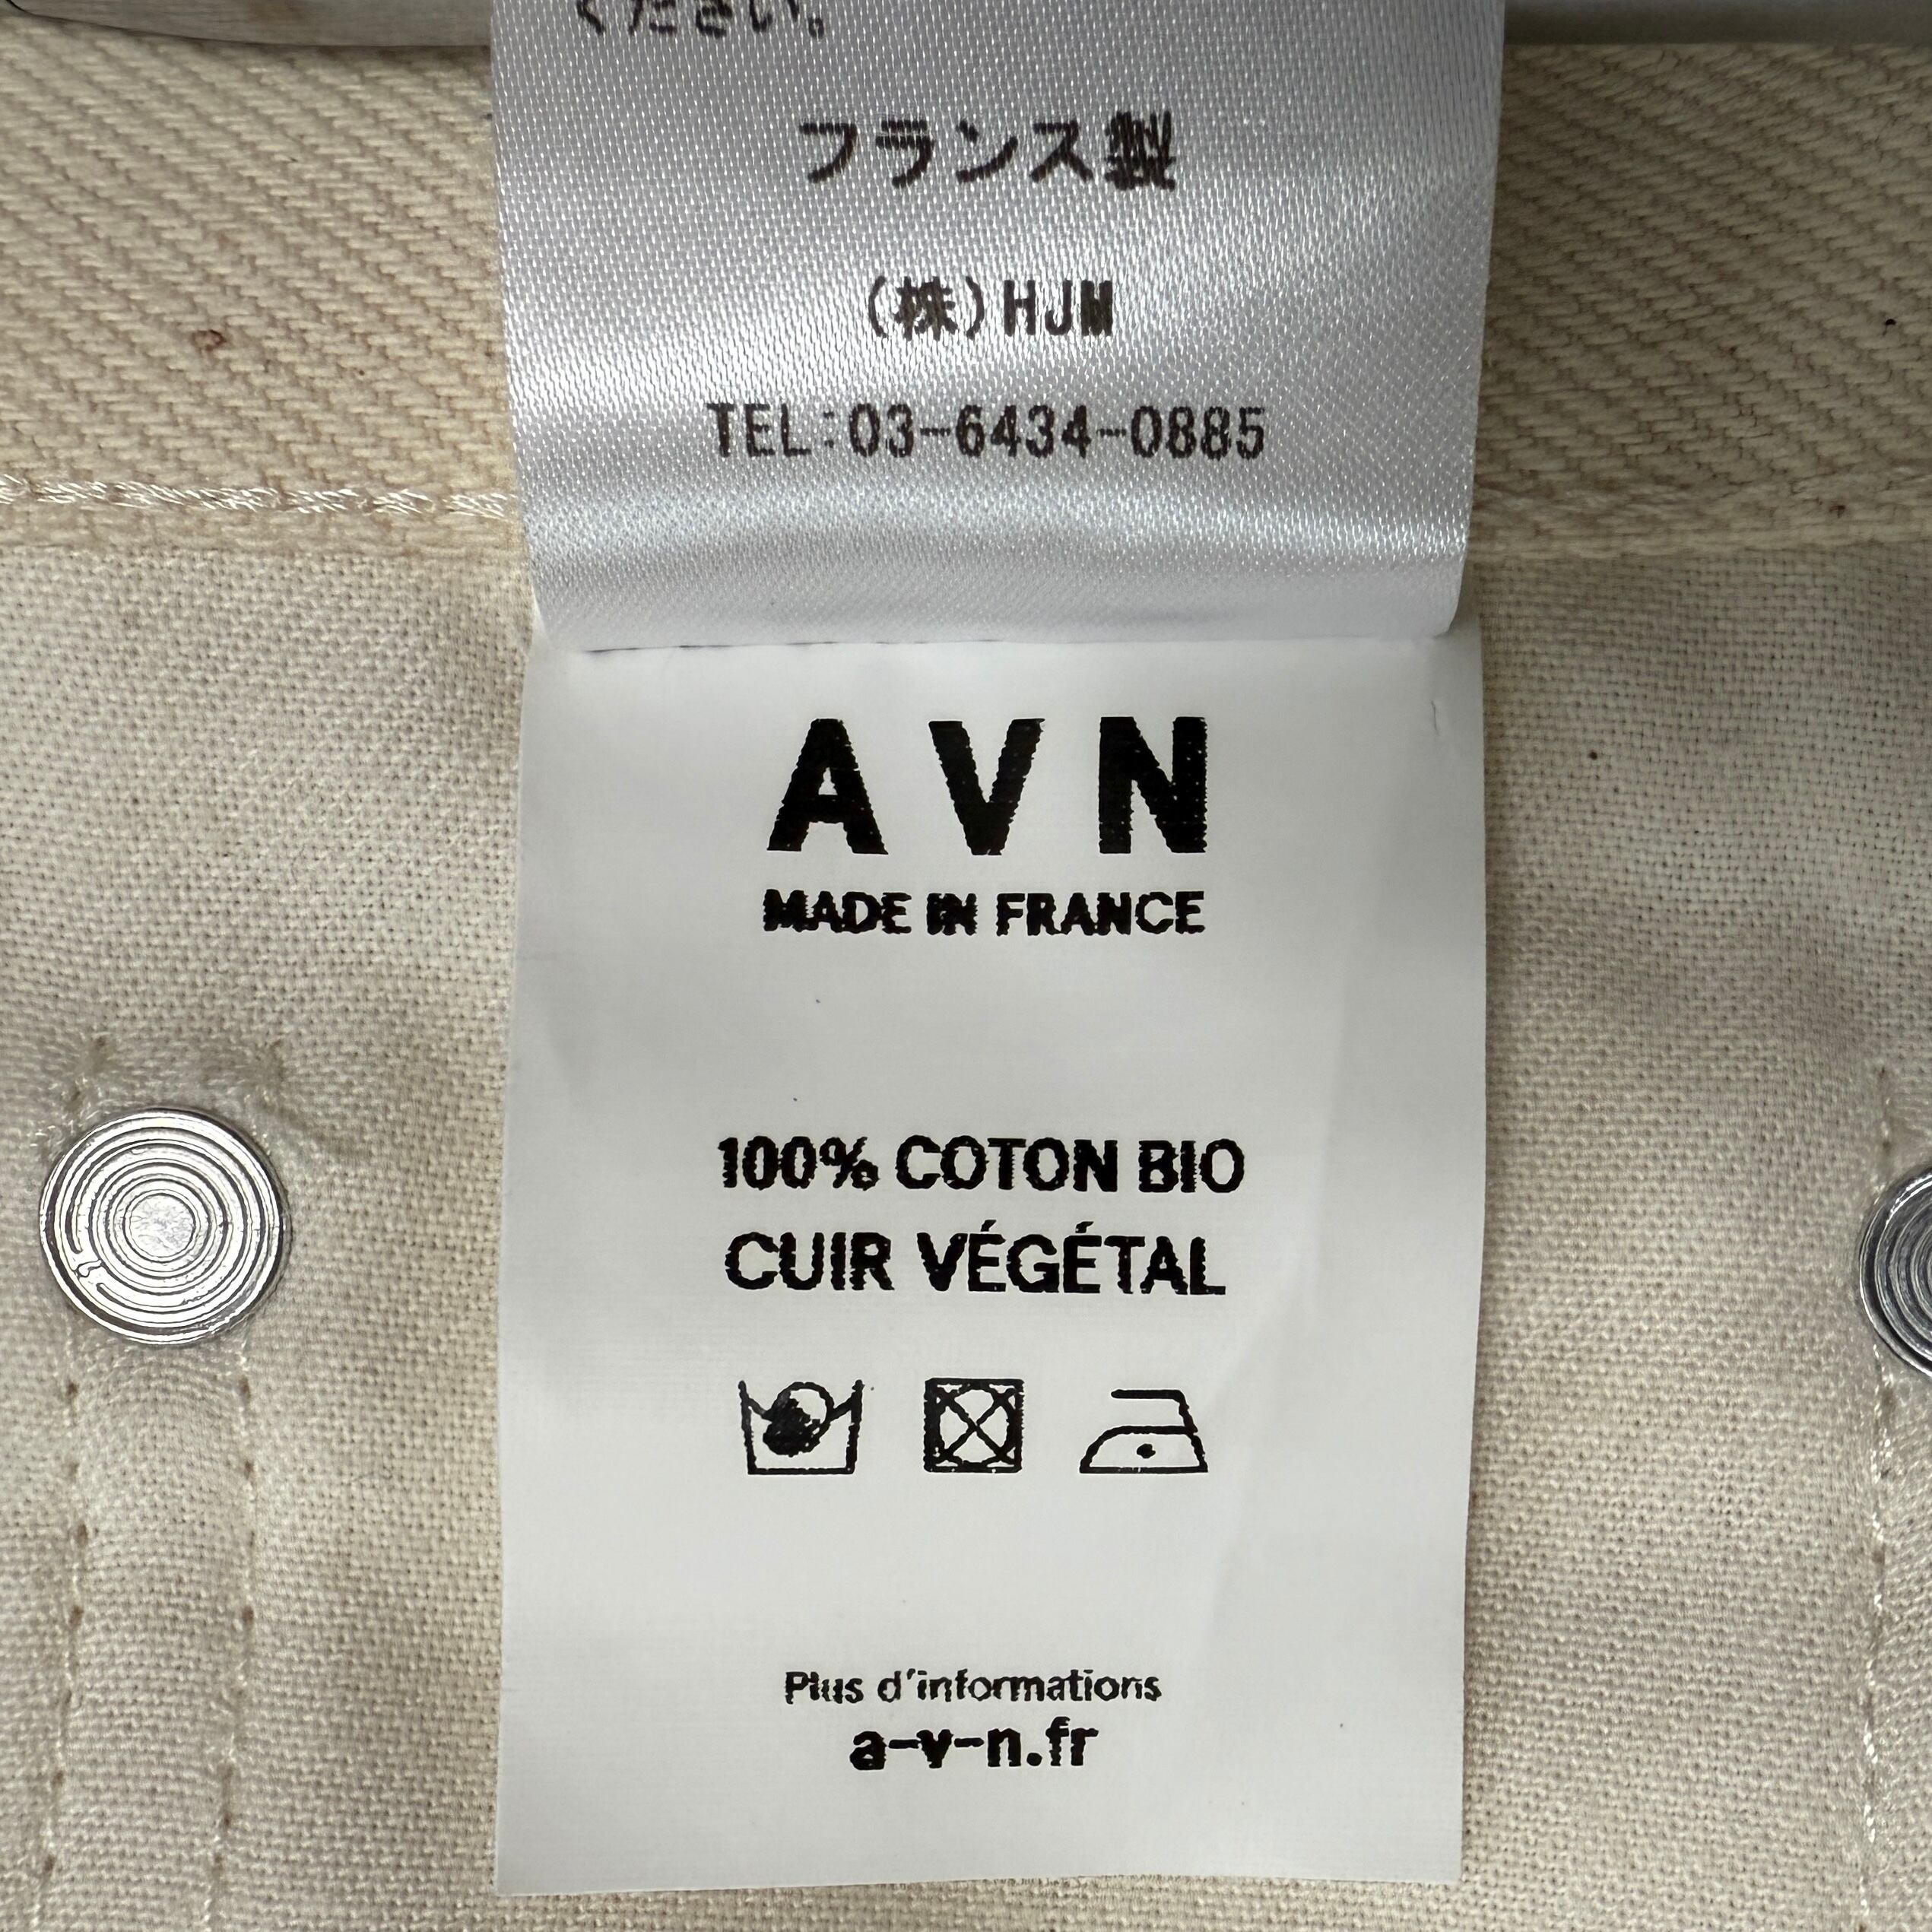 ください。
フランス製
(株)HJM
TEL:03-6434-0885
AVN
MADE IN FRANCE
100% COTON BIO
CUIR VÉGÉTAL
Plus d'informations
a-v-n.fr